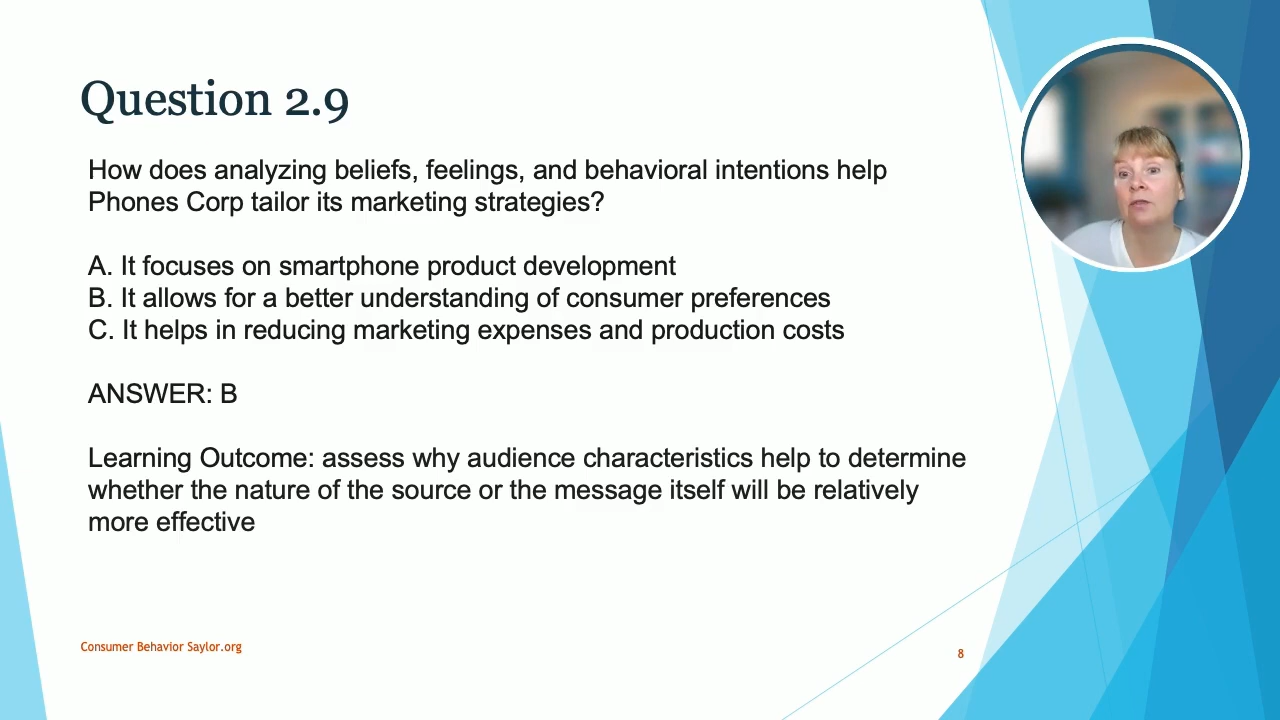 Question 2.9
How does analyzing beliefs, feelings, and behavioral intentions help
Phones Corp tailor its marketing strategies?
A. It focuses on smartphone product development
B. It allows for a better understanding of consumer preferences
C. It helps in reducing marketing expenses and production costs
ANSWER: B
Learning Outcome: assess why audience characteristics help to determine
whether the nature of the source or the message itself will be relatively
more effective
Consumer Behavior Saylor.org
8